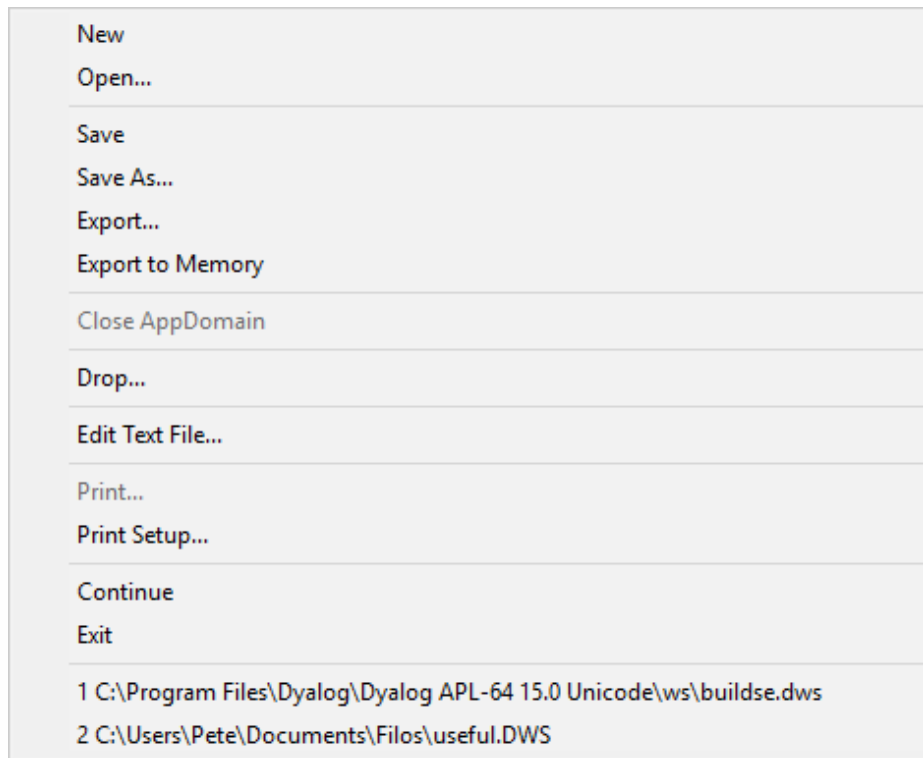 New
Open...
Save
Save As...
Export...
Export to Memory
Close AppDomain
Drop...
Edit Text File...
Print...
Print Setup...
Continue
Exit
1 C:\Program Files\Dyalog\Dyalog APL-64 15.0 Unicode\ws\buildse.dws
2 C:\Users\Pete\Documents\Filos\useful.DWS